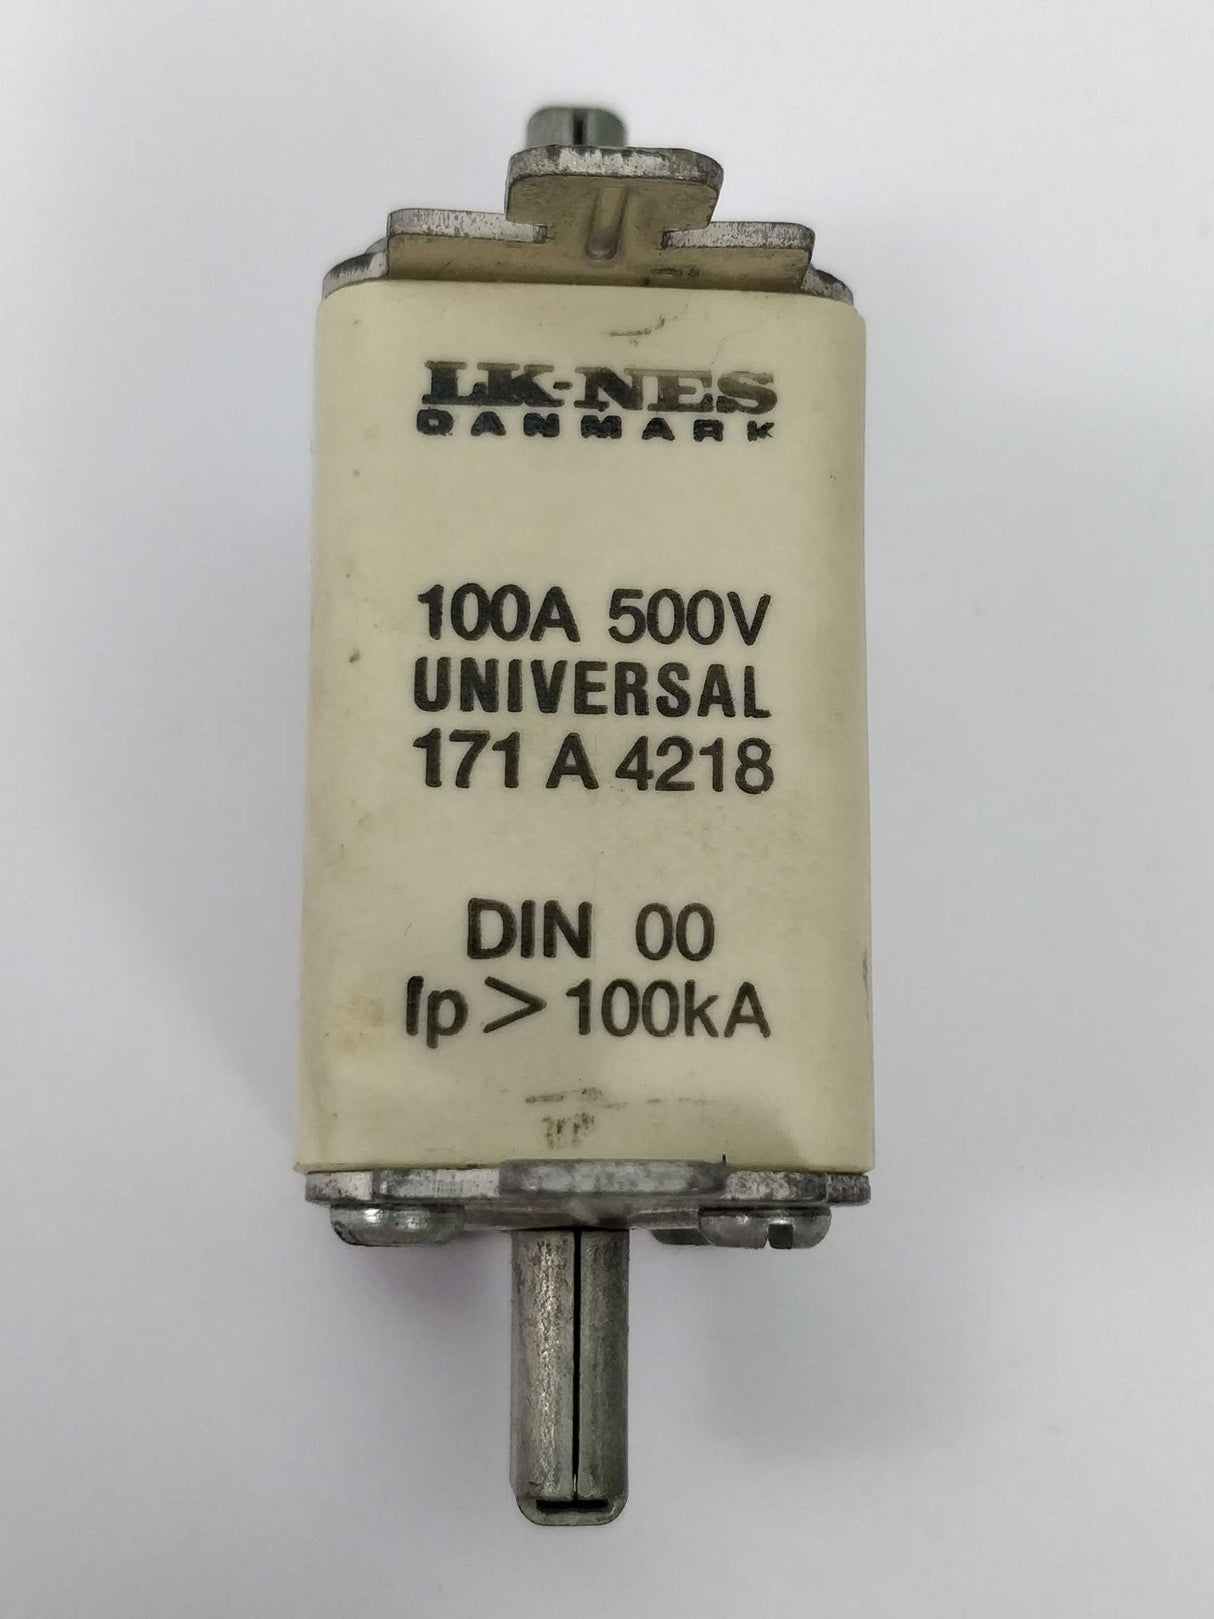 LK-NES
DANMARK
100A 500V
UNIVERSAL
171 A 4218
DIN 00
Ip > 100kA